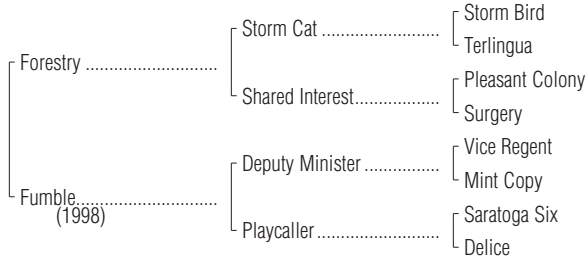 Storm Bird
Storm Cat ........................
Terlingua
Forestry ...........................
Pleasant Colony
Shared Interest.................
Surgery
Vice Regent
Deputy Minister ...............
Mint Copy
Fumble.............................
(1998)
Saratoga Six
Playcaller .........................
Delice